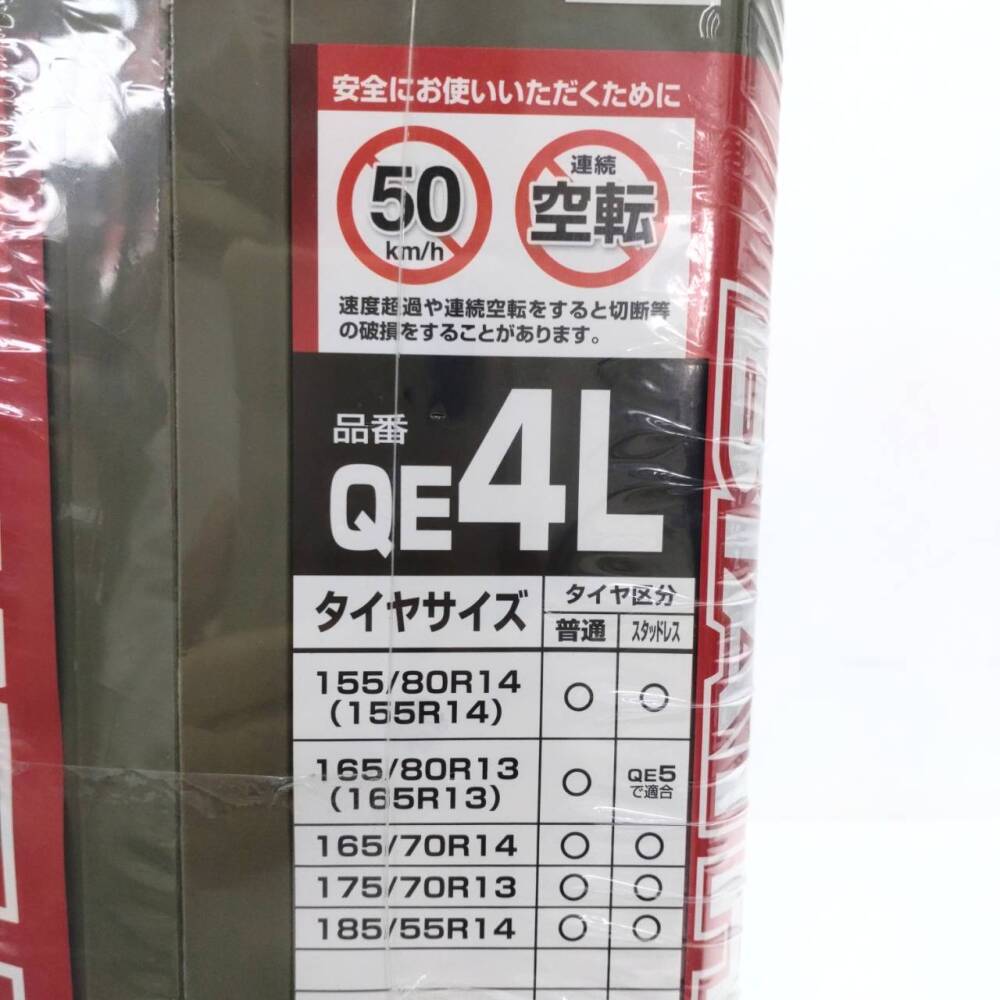 安全にお使いいただくために
50
km/h
連続
空転
速度超過や連続空転をすると切断等
の破損をすることがあります。
品番
QE4L
タイヤサイズ
タイヤ区分
普通
スタッドレス
155/80R14
(155R14)
○
○
165/80R13
(165R13)
○
QE5
で適合
165/70R14
○
○
175/70R13
○
○
185/55R14
○
○